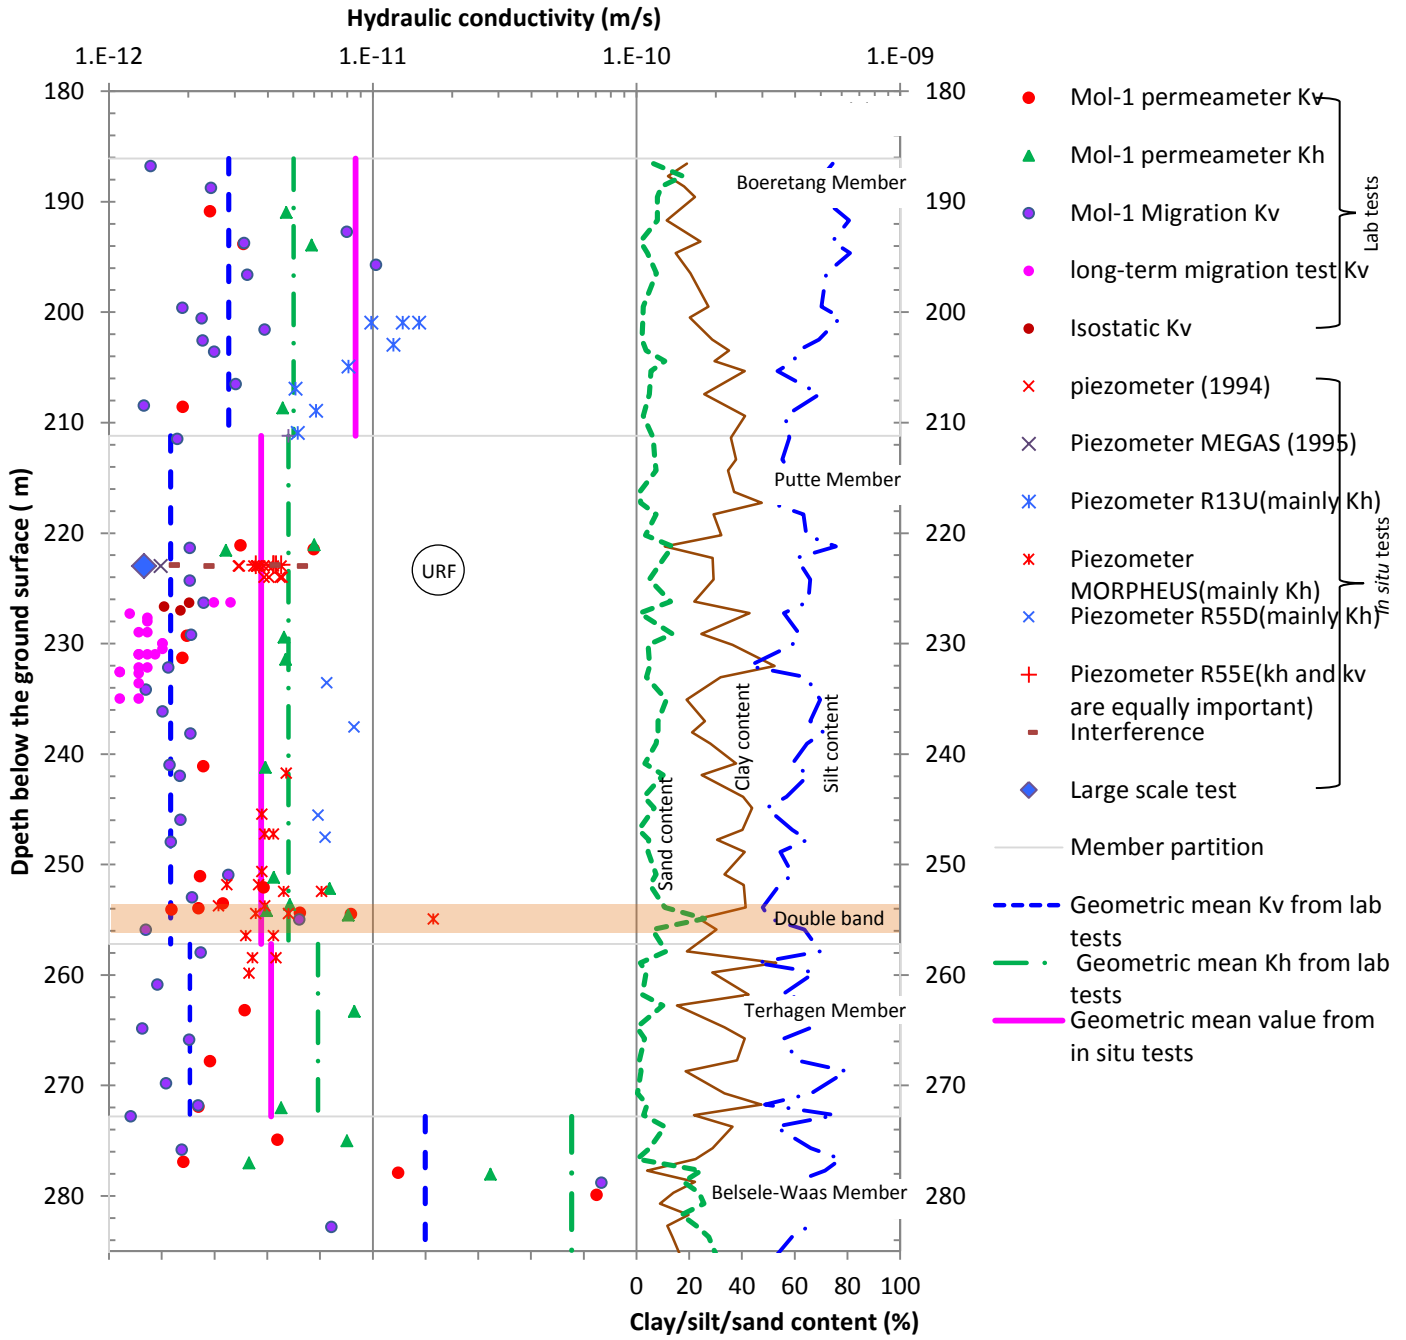 Hydraulic conductivity (m/s)
1.E-12 1.E-11 1.E-10 1.E-09
180 180
190 190
200 200
210 210
220 220
230 230
240 240
250 250
260 260
270 270
280 280
Dpeth below the ground surface ( m)
Boeretang Member
Putte Member
URF
Sand content
Clay content
Silt content
Double band
Terhagen Member
Belsele-Waas Member
0 20 40 60 80 100
Clay/silt/sand content (%)
Mol-1 permeameter Kv
Mol-1 permeameter Kh
Mol-1 Migration Kv
long-term migration test Kv
Isostatic Kv
Lab tests
piezometer (1994)
Piezometer MEGAS (1995)
Piezometer R13U(mainly Kh)
Piezometer
MORPHEUS(mainly Kh)
Piezometer R55D(mainly Kh)
Piezometer R55E(kh and kv
are equally important)
Interference
Large scale test
In situ tests
Member partition
Geometric mean Kv from lab
tests
Geometric mean Kh from lab
tests
Geometric mean value from
in situ tests